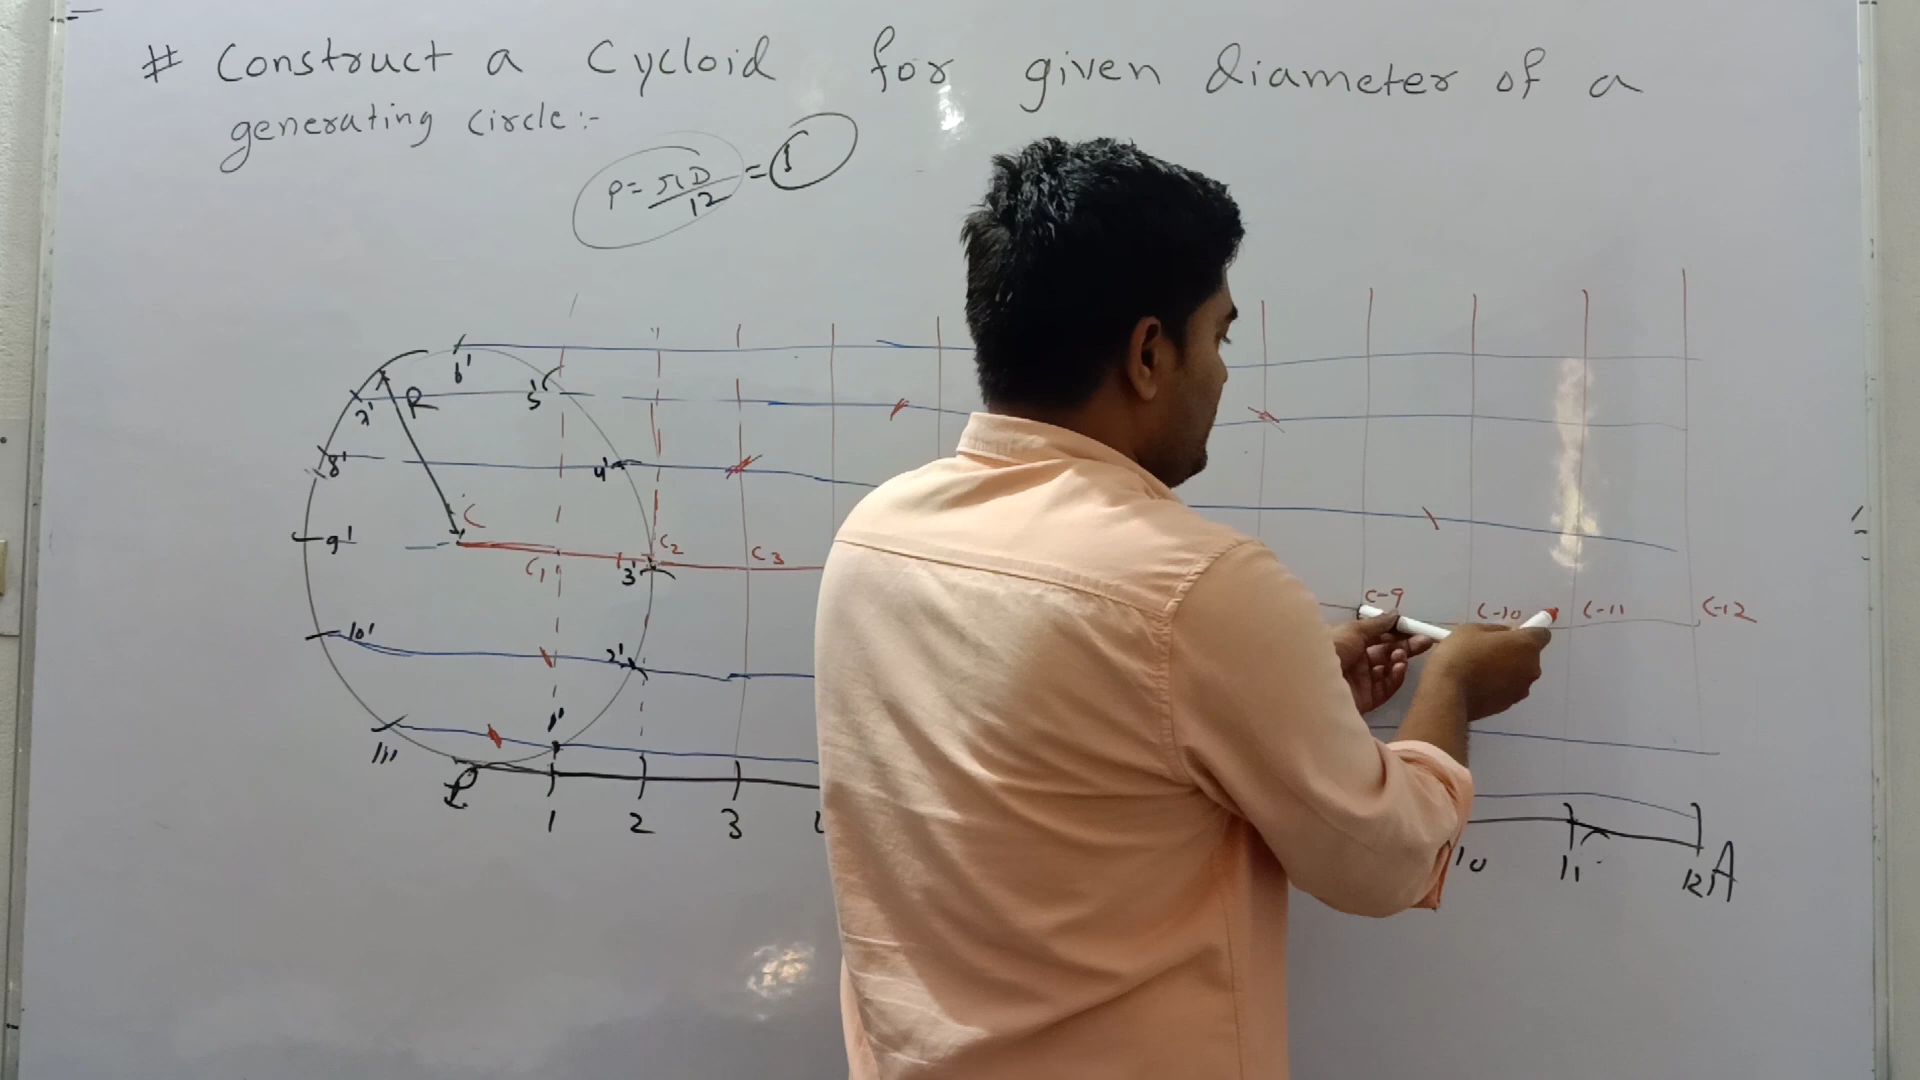 # Construct a Cycloid for given diameter of a
generating circle:-
P = πD/12 =
6'
5'
7'
R
8'
4'
C
9'
C1
3'
C2
C3
C-9
C-10
C-11
C-12
10'
2'
1'
11'
P
1 2 3 10 11 12 A